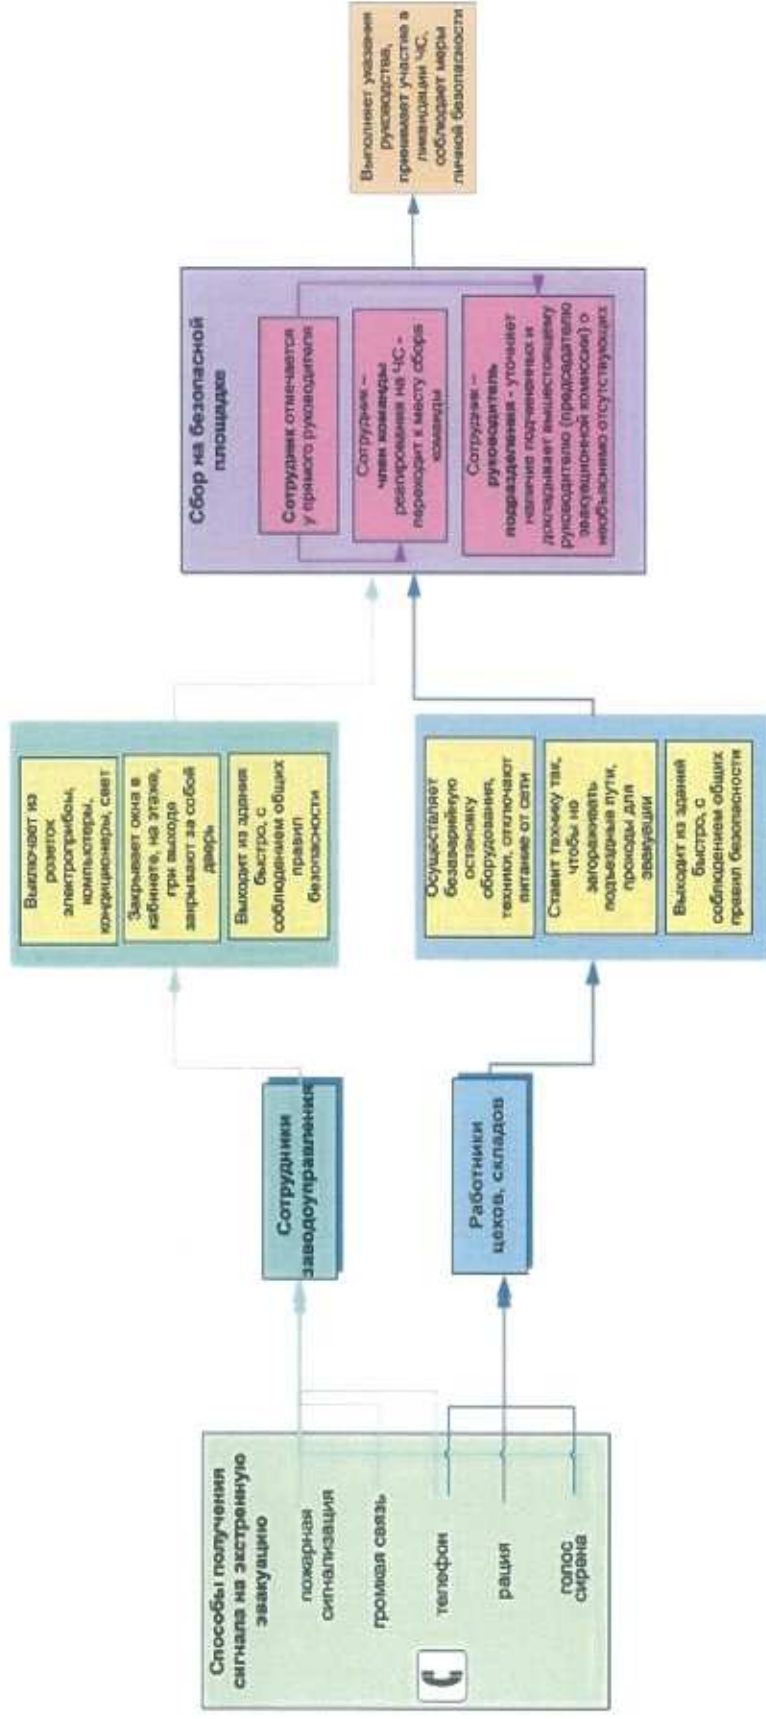 Способы получения
сигнала на экстренную
эвакуацию
пожарная
сигнализация
громкая связь
телефон
рация
голос
сирена
Сотрудники
заводоуправления
Работники
цехов, складов
Выключает из
розеток
электроприбоы,
компьютеры,
кондиционеры, свет
Закрывает окна в
кабинете, на этаже,
при выходе
закрывают за собой
дверь
Выходит из здания
быстро, с
соблюдением общих
правил
безопасности
Осуществляет
безаварийную
остановку
оборудования,
техники, отключают
питание от сети
Ставит технику так,
чтобы не
загораживать
подъездные пути,
проходы для
эвакуации
Выходит из зданий
быстро, с
соблюдением общих
правил безопасности
Сбор на безопасной
площадке
Сотрудник отмечается
у прямого руководителя
Сотрудник –
член команды
реагирования на ЧС -
переходит к месту сбора
команды
Сотрудник –
руководитель
подразделения - уточняет
наличие подчиненных и
докладывает вышестоящему
руководителю (председателю
эвакуационной комиссии) о
необъяснимо отсутствующих
Выполняет указания
руководства,
принимает участие в
ликвидации ЧС,
соблюдает меры
личной безопасности